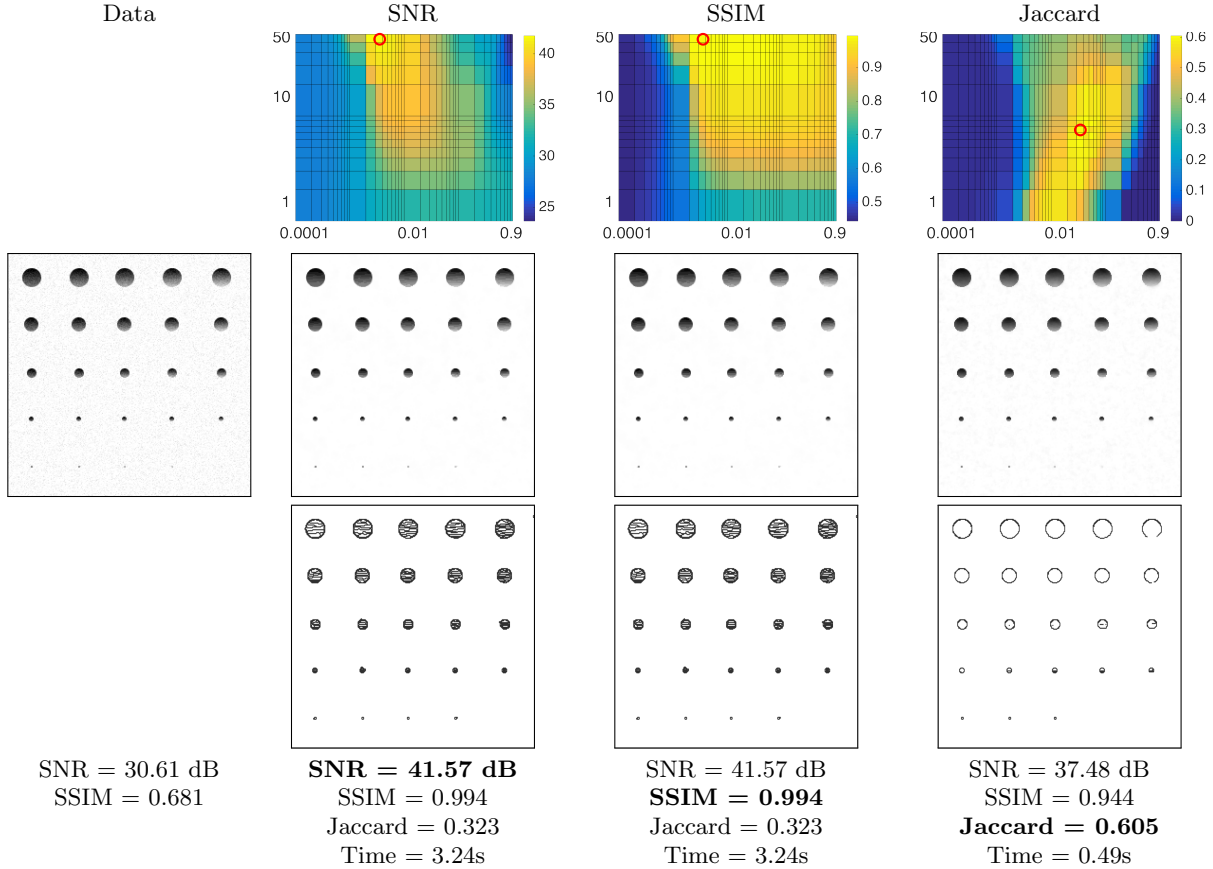 Data
SNR
SSIM
Jaccard
50
10
1
0.0001
0.01
0.9
40
35
30
25
50
10
1
0.0001
0.01
0.9
0.9
0.8
0.7
0.6
0.5
50
10
1
0.0001
0.01
0.9
0.6
0.5
0.4
0.3
0.2
0.1
0
SNR = 30.61 dB
SSIM = 0.681
SNR = 41.57 dB
SSIM = 0.994
Jaccard = 0.323
Time = 3.24s
SNR = 41.57 dB
SSIM = 0.994
Jaccard = 0.323
Time = 3.24s
SNR = 37.48 dB
SSIM = 0.944
Jaccard = 0.605
Time = 0.49s